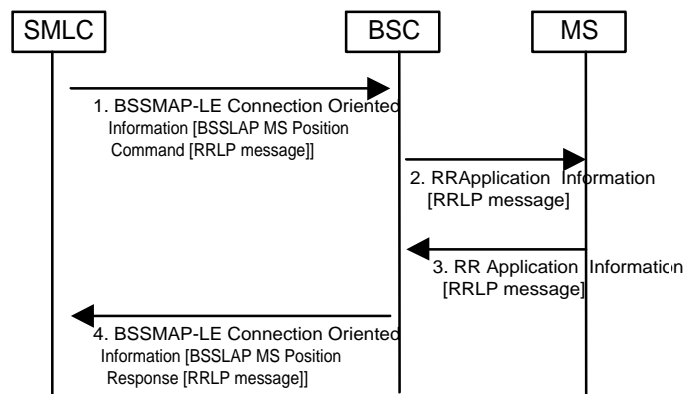 SMLC
BSC
MS
1. BSSMAP-LE Connection Oriented
Information [BSSLAP MS Position
Command [RRLP message]]
2. RRApplication Information
[RRLP message]
3. RR Application Information
[RRLP message]
4. BSSMAP-LE Connection Oriented
Information [BSSLAP MS Position
Response [RRLP message]]